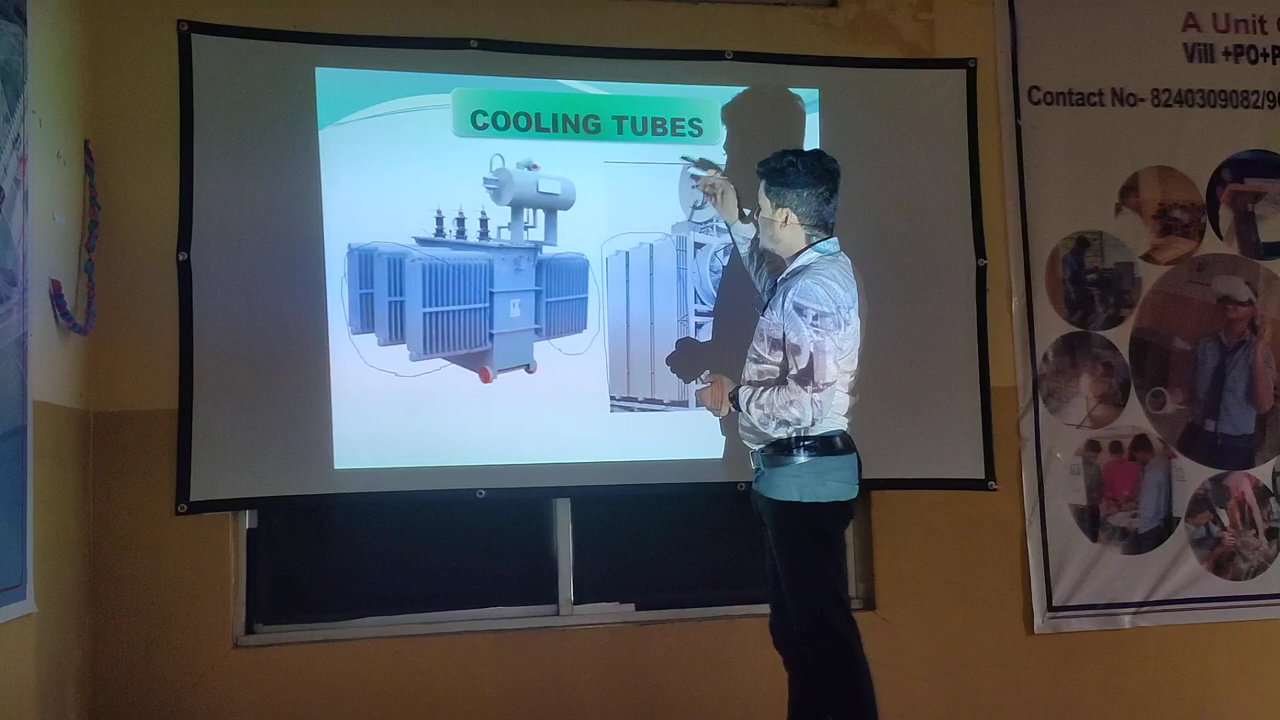 COOLING TUBES
A Unit
Vill +PO+P
Contact No- 8240309082/9